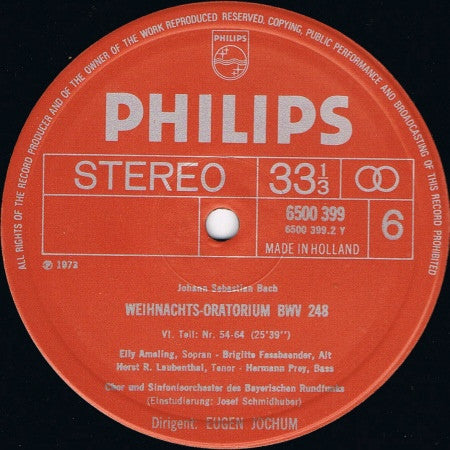 ALL RIGHTS OF THE RECORD PRODUCER AND OF THE OWNER OF THE WORK REPRODUCED RESERVED. COPYING, PUBLIC PERFORMANCE AND BROADCASTING OF THIS RECORD PROHIBITED
PHILIPS
PHILIPS
STEREO
33 1/3
6500 399
6500 399.2 Y
MADE IN HOLLAND
6
℗ 1973
Johann Sebastian Bach
WEIHNACHTS-ORATORIUM BWV 248
VI. Teil: Nr. 54-64 (25'39'')
Elly Ameling, Sopran - Brigitte Fassbaender, Alt
Horst R. Laubenthal, Tenor - Hermann Prey, Bass
Chor und Sinfonieorchester des Bayerischen Rundfunks
(Einstudierung: Josef Schmidhuber)
Dirigent: EUGEN JOCHUM